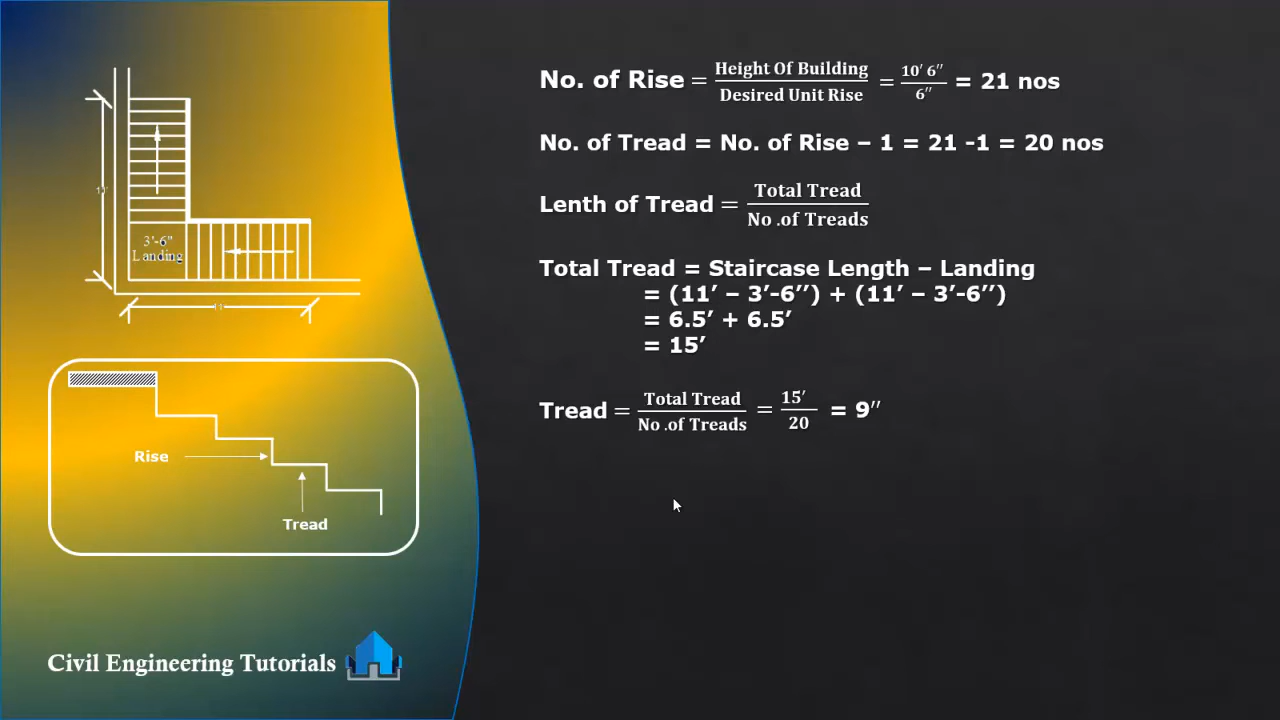 No. of Rise = Height Of Building / Desired Unit Rise = 10′ 6″ / 6″ = 21 nos
No. of Tread = No. of Rise – 1 = 21 -1 = 20 nos
Lenth of Tread = Total Tread / No .of Treads
Total Tread = Staircase Length – Landing
= (11′ – 3′-6′′) + (11′ – 3′-6′′)
= 6.5′ + 6.5′
= 15′
Tread = Total Tread / No .of Treads = 15′ / 20 = 9″
3'-6"
Landing
Rise
Tread
Civil Engineering Tutorials